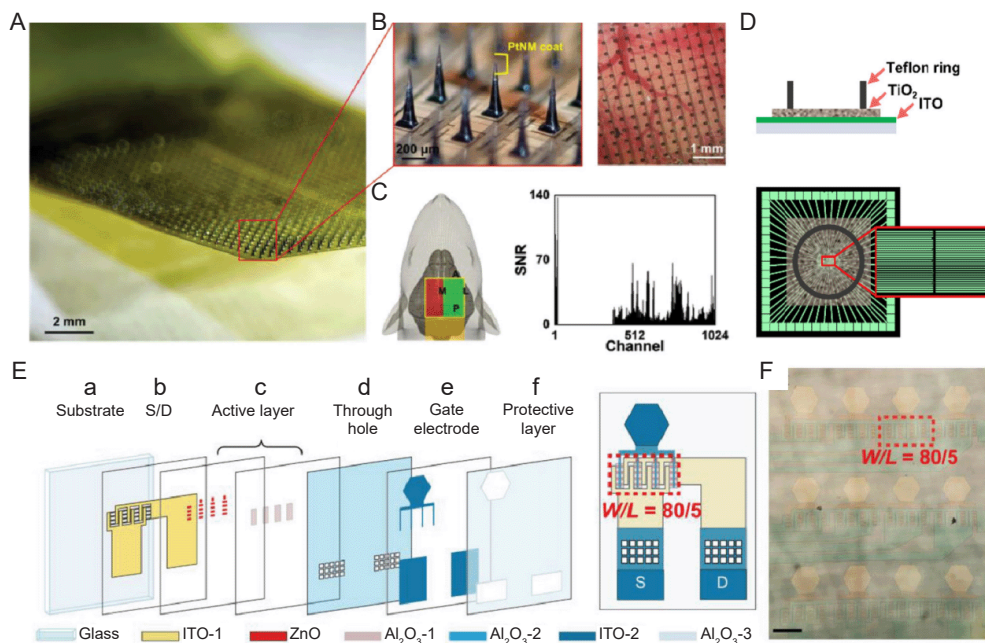 A
2 mm
B
PtNM coat
200 μm
1 mm
C
A
M
L
P
SNR
140
70
0
1
512
1024
Channel
D
Teflon ring
TiO2
ITO
E
a
b
c
d
e
f
Substrate
S/D
Active layer
Through
hole
Gate
electrode
Protective
layer
W/L = 80/5
S
D
Glass
ITO-1
ZnO
Al2O3-1
Al2O3-2
ITO-2
Al2O3-3
F
W/L = 80/5